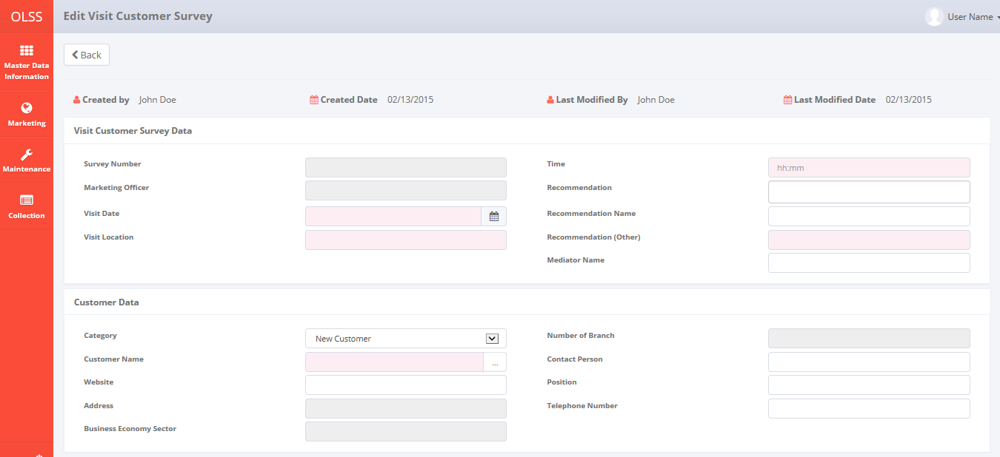 OLSS
Edit Visit Customer Survey
User Name
Master Data
Information
Marketing
Maintenance
Collection
Back
Created by John Doe
Created Date 02/13/2015
Last Modified By John Doe
Last Modified Date 02/13/2015
Visit Customer Survey Data
Survey Number
Marketing Officer
Visit Date
Visit Location
Time hh:mm
Recommendation
Recommendation Name
Recommendation (Other)
Mediator Name
Customer Data
Category New Customer
Customer Name ...
Website
Address
Business Economy Sector
Number of Branch
Contact Person
Position
Telephone Number